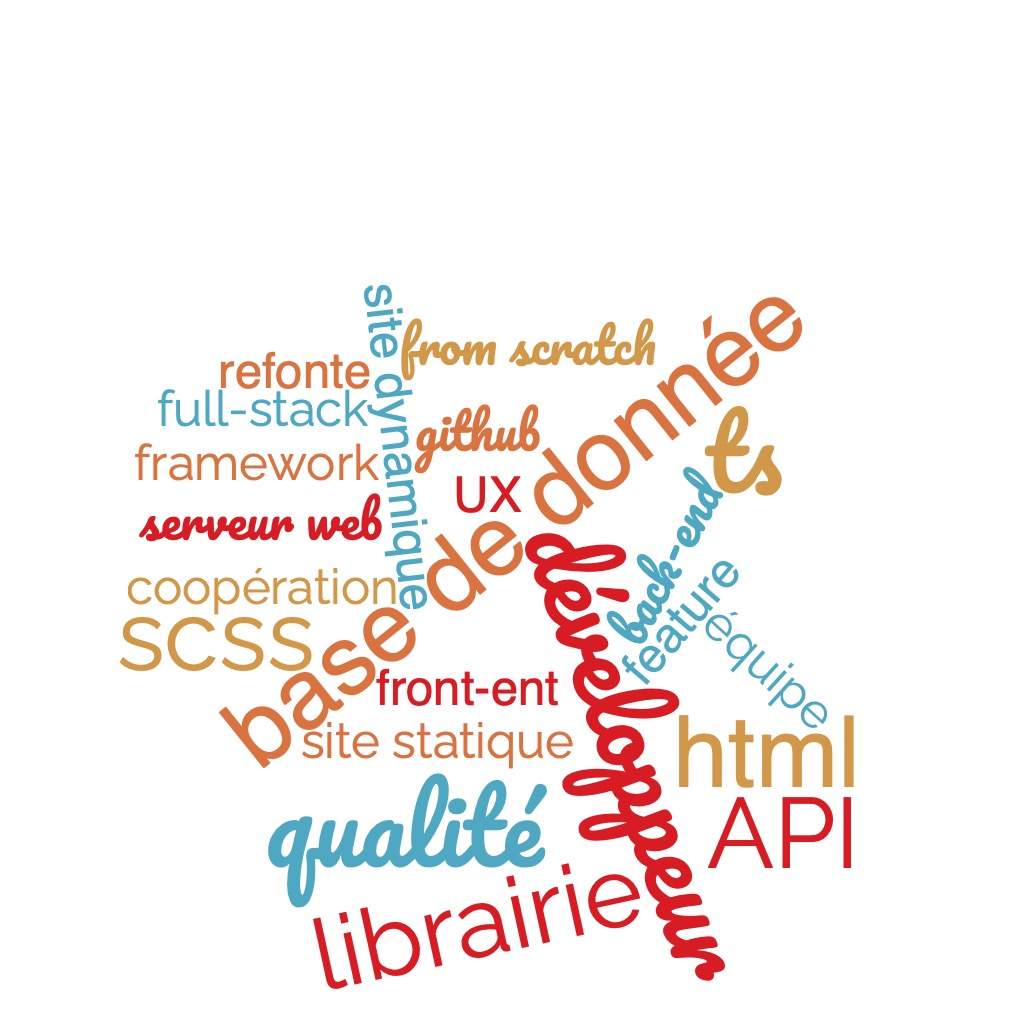 site dynamique
from scratch
base de donnée
refonte
full-stack
github
ts
framework
UX
back-end
serveur web
développeur
coopération
feature
équipe
SCSS
front-ent
site statique
html
qualité
API
librairie